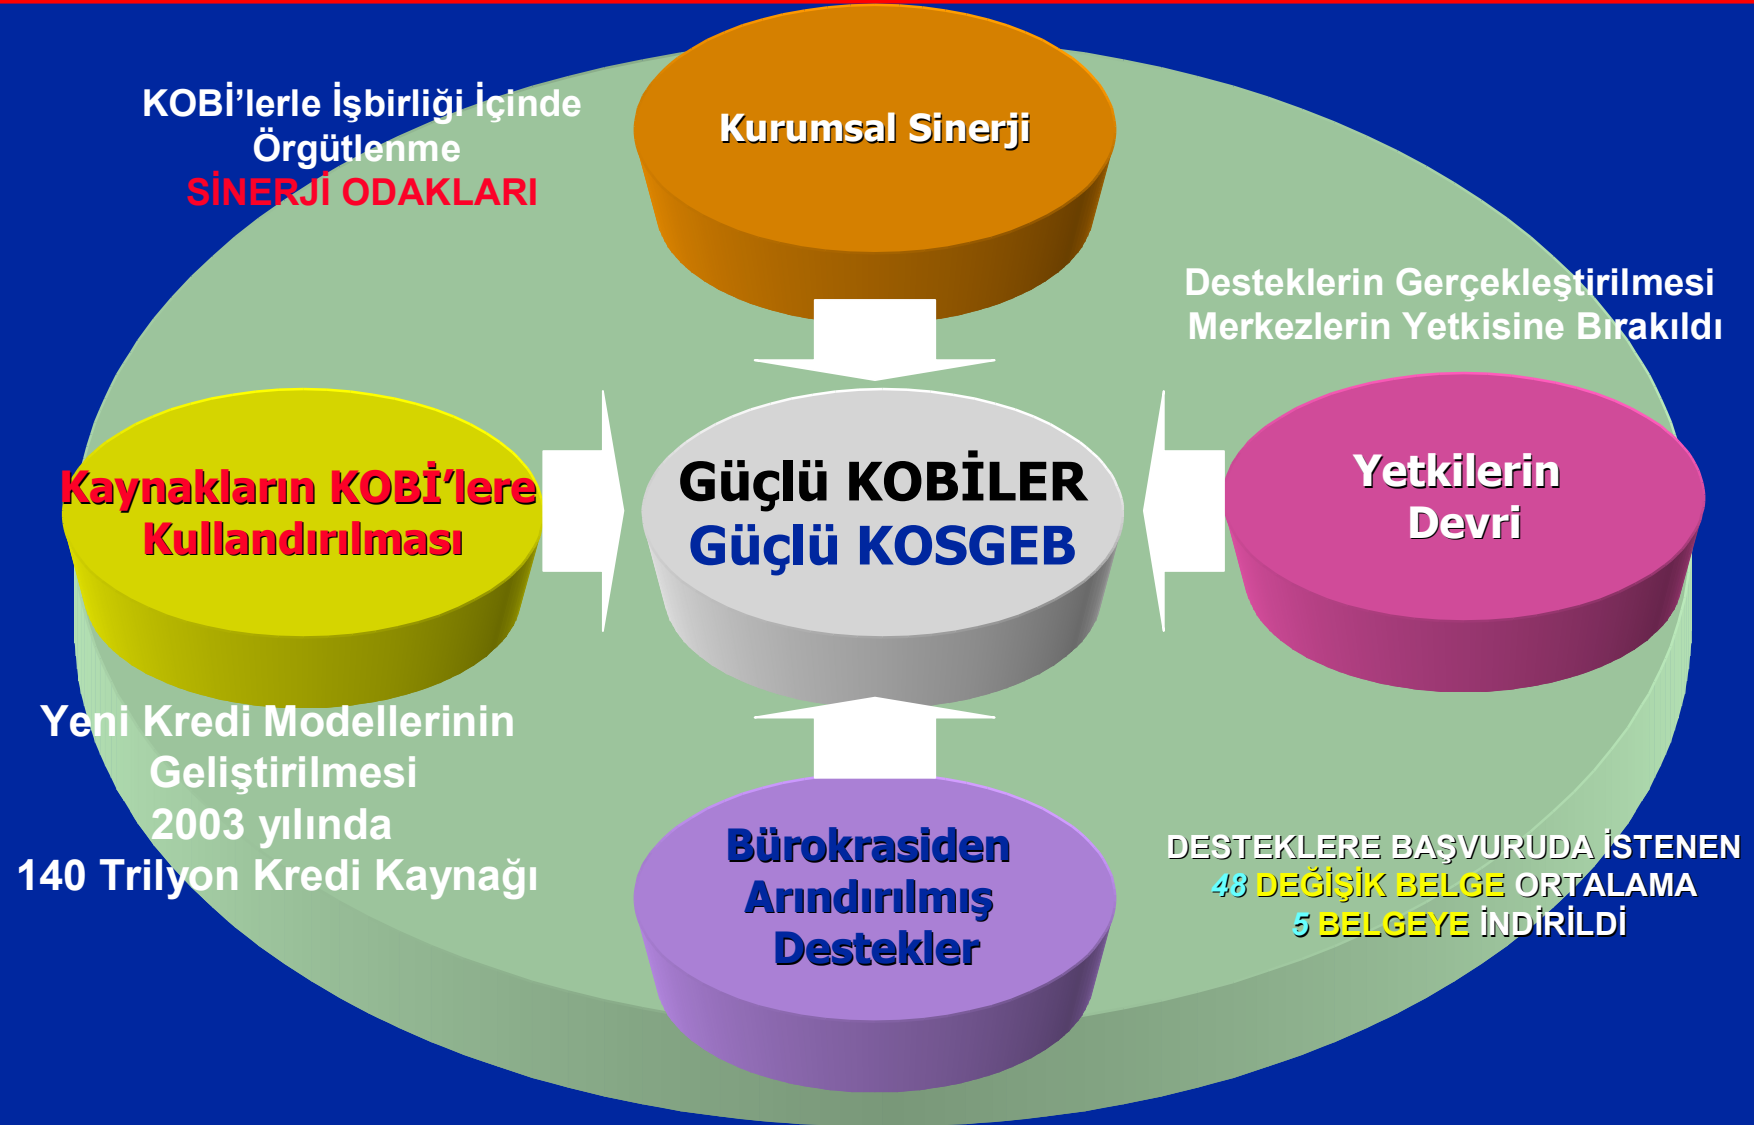 KOBİ’lerle İşbirliği İçinde
Örgütlenme
SİNERJİ ODAKLARI
Kurumsal Sinerji
Desteklerin Gerçekleştirilmesi
Merkezlerin Yetkisine Bırakıldı
Kaynakların KOBİ’lere
Kullandırılması
Güçlü KOBİLER
Güçlü KOSGEB
Yetkilerin
Devri
Yeni Kredi Modellerinin
Geliştirilmesi
2003 yılında
140 Trilyon Kredi Kaynağı
Bürokrasiden
Arındırılmış
Destekler
DESTEKLERE BAŞVURUDA İSTENEN
48 DEĞİŞİK BELGE ORTALAMA
5 BELGEYE İNDİRİLDİ